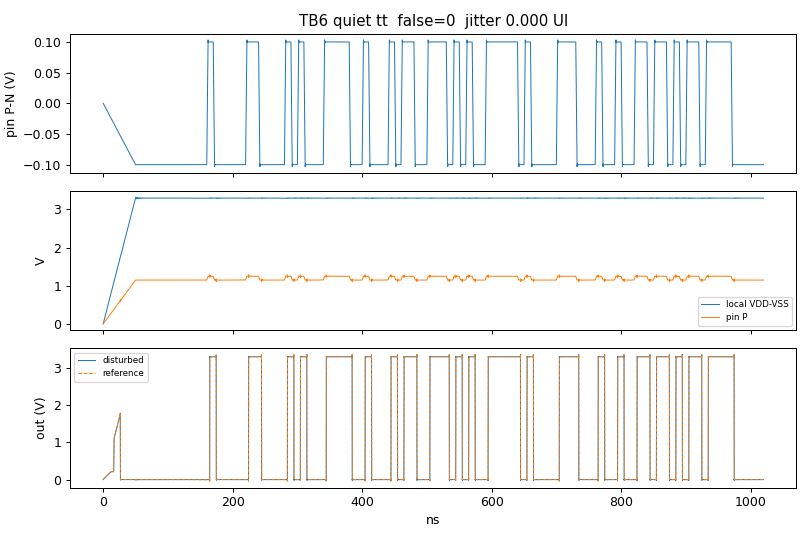 TB6 quiet tt  false=0  jitter 0.000 UI
pin P-N (V)
0.10
0.05
0.00
−0.05
−0.10
V
3
2
1
0
local VDD-VSS
pin P
out (V)
3
2
1
0
disturbed
reference
0 200 400 600 800 1000
ns